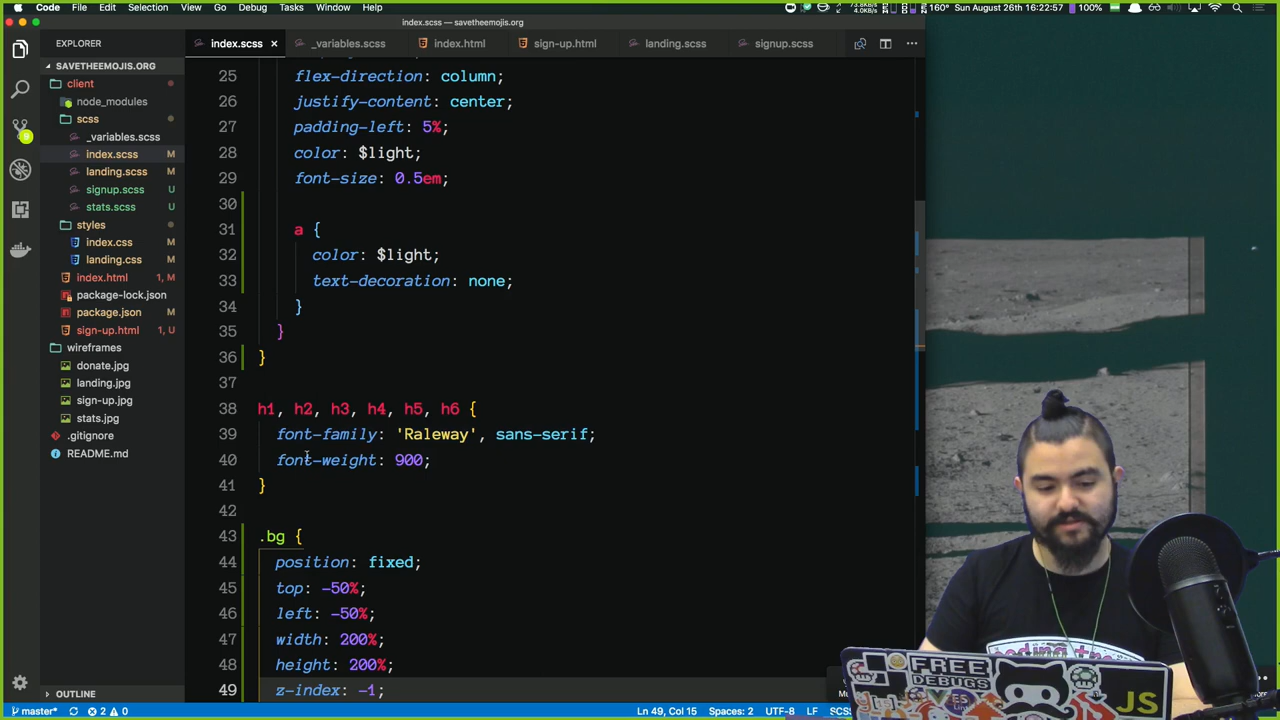 Code File Edit Selection View Go Debug Tasks Window Help
160° Sun August 26th 16:22:57 100%
index.scss — savetheemojis.org
EXPLORER
index.scss × _variables.scss index.html sign-up.html landing.scss signup.scss
SAVETHEEMOJIS.ORG
client
node_modules
scss
_variables.scss
index.scss M
landing.scss M
signup.scss U
stats.scss U
styles
index.css M
landing.css M
index.html 1, M
package-lock.json
package.json M
sign-up.html 1, U
wireframes
donate.jpg
landing.jpg
sign-up.jpg
stats.jpg
.gitignore
README.md
OUTLINE
25 flex-direction: column;
26 justify-content: center;
27 padding-left: 5%;
28 color: $light;
29 font-size: 0.5em;
30
31 a {
32 color: $light;
33 text-decoration: none;
34 }
35 }
36 }
37
38 h1, h2, h3, h4, h5, h6 {
39 font-family: 'Raleway', sans-serif;
40 font-weight: 900;
41 }
42
43 .bg {
44 position: fixed;
45 top: -50%;
46 left: -50%;
47 width: 200%;
48 height: 200%;
49 z-index: -1;
FREE
DEBUGS
JS
master* 2 0 Ln 49, Col 15 Spaces: 2 UTF-8 LF SCSS